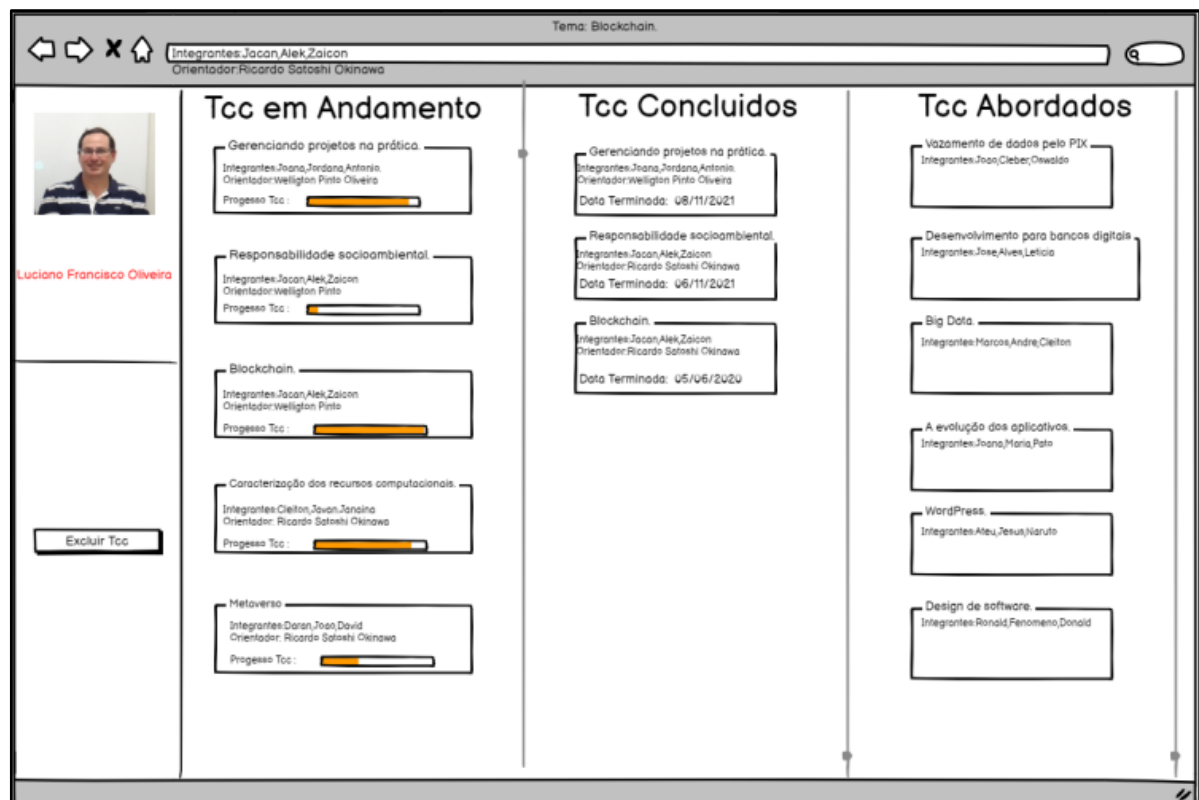 Tema: Blockchain.
Integrantes:Jacan,Alek,Zaicon
Orientador:Ricardo Satoshi Okinawa
Luciano Francisco Oliveira
Excluir Tcc
Tcc em Andamento
Gerenciando projetos na prática.
Integrantes:Joana,Jordana,Antonio.
Orientador:Welligton Pinto Oliveira
Progesso Tcc :
Responsabilidade socioambiental.
Integrantes:Jacan,Alek,Zaicon
Orientador:Welligton Pinto
Progesso Tcc :
Blockchain.
Integrantes:Jacan,Alek,Zaicon
Orientador:Welligton Pinto
Progesso Tcc :
Caracterização dos recursos computacionais.
Integrantes:Cleiton,Javan.Janaina
Orientador: Ricardo Satoshi Okinawa
Progesso Tcc :
Metaverso
Integrantes:Daran,Joao,David
Orientador: Ricardo Satoshi Okinawa
Progesso Tcc :
Tcc Concluidos
Gerenciando projetos na prática.
Integrantes:Joana,Jordana,Antonio.
Orientador:Welligton Pinto Oliveira
Data Terminada: 08/11/2021
Responsabilidade socioambiental.
Integrantes:Jacan,Alek,Zaicon
Orientador:Ricardo Satoshi Okinawa
Data Terminada: 06/11/2021
Blockchain.
Integrantes:Jacan,Alek,Zaicon
Orientador:Ricardo Satoshi Okinawa
Data Terminada: 05/06/2020
Tcc Abordados
Vazamento de dados pelo PIX
Integrantes:Joao,Cleber,Oswaldo
Desenvolvimento para bancos digitais
Integrantes:Jose,Alves,Leticia
Big Data.
Integrantes:Marcos,Andre,Cleiton
A evolução dos aplicativos.
Integrantes:Joana,Maria,Pato
WordPress.
Integrantes:Ateu,Jesus,Naruto
Design de software.
Integrantes:Ronald,Fenomeno,Donald